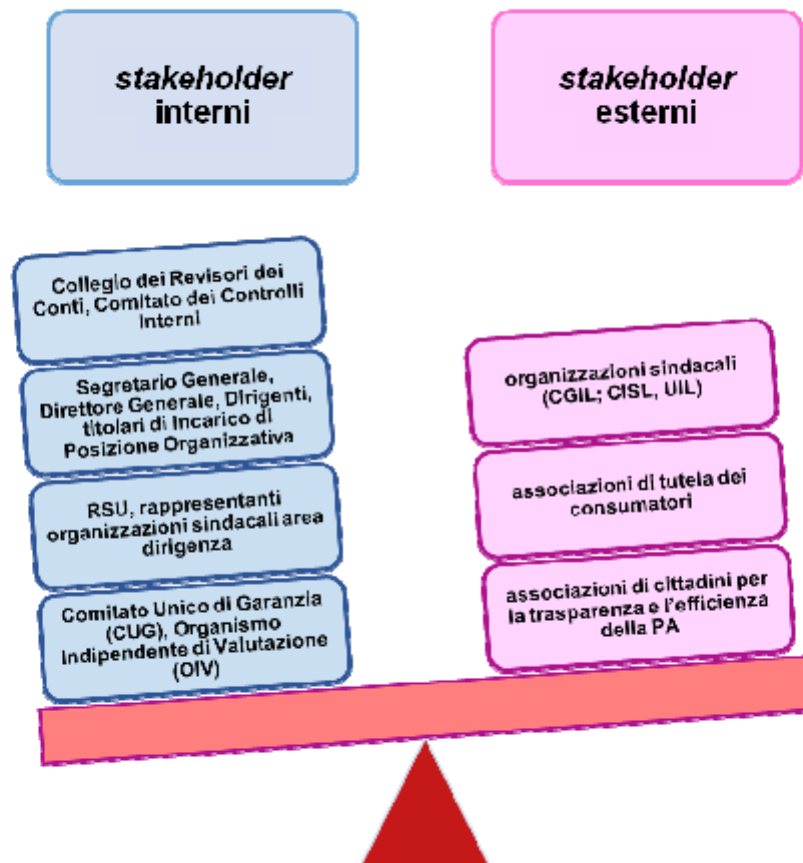 stakeholder
interni
stakeholder
esterni
Collegio dei Revisori dei
Conti, Comitato dei Controlli
Interni
Segretario Generale,
Direttore Generale, Dirigenti,
titolari di Incarico di
Posizione Organizzativa
RSU, rappresentanti
organizzazioni sindacali area
dirigenza
Comitato Unico di Garanzia
(CUG), Organismo
Indipendente di Valutazione
(OIV)
organizzazioni sindacali
(CGIL; CISL, UIL)
associazioni di tutela dei
consumatori
associazioni di cittadini per
la trasparenza e l'efficienza
della PA